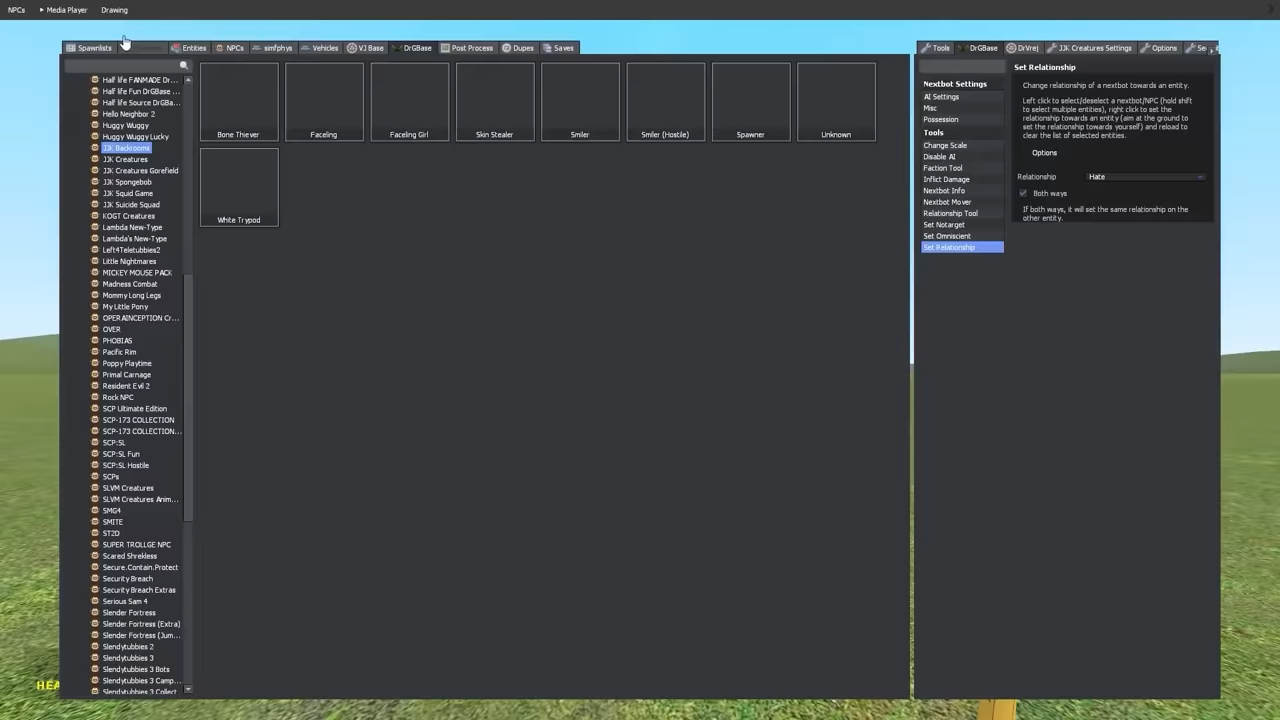 NPCs
Media Player
Drawing
Spawnlists
Entities
NPCs
simfphys
Vehicles
VJ Base
DrGBase
Post Process
Dupes
Saves
Half life FANMADE Dr...
Half life Fun DrGBase ...
Half life Source DrGBa...
Hello Neighbor 2
Huggy Wuggy
Huggy Wuggy Lucky
JJK Backrooms
JJK Creatures
JJK Creatures Gorefield
JJK Spongebob
JJK Squid Game
JJK Suicide Squad
KOGT Creatures
Lambda New-Type
Lambda's New-Type
Left4Teletubbies2
Little Nightmares
MICKEY MOUSE PACK
Madness Combat
Mommy Long Legs
My Little Pony
OPERAINCEPTION Cr...
OVER
PHOBIAS
Pacific Rim
Poppy Playtime
Primal Carnage
Resident Evil 2
Rock NPC
SCP Ultimate Edition
SCP-173 COLLECTION
SCP-173 COLLECTION...
SCP:SL
SCP:SL Fun
SCP:SL Hostile
SCPs
SLVM Creatures
SLVM Creatures Anim...
SMG4
SMITE
ST2D
SUPER TROLLGE NPC
Scared Shrekless
Secure.Contain.Protect
Security Breach
Security Breach Extras
Serious Sam 4
Slender Fortress
Slender Fortress (Extra)
Slender Fortress (Jum...
Slendytubbies 2
Slendytubbies 3
Slendytubbies 3 Bots
Slendytubbies 3 Camp...
Slendytubbies 3 Collect
Bone Thiever
Faceling
Faceling Girl
Skin Stealer
Smiler
Smiler (Hostile)
Spawner
Unknown
White Trypod
Tools
DrGBase
DrVrej
JJK Creatures Settings
Options
Se
Nextbot Settings
AI Settings
Misc
Possession
Tools
Change Scale
Disable AI
Faction Tool
Inflict Damage
Nextbot Info
Nextbot Mover
Relationship Tool
Set Notarget
Set Omniscient
Set Relationship
Set Relationship
Change relationship of a nextbot towards an entity.
Left click to select/deselect a nextbot/NPC (hold shift
to select multiple entities), right click to set the
relationship towards an entity (aim at the ground to
set the relationship towards yourself) and reload to
clear the list of selected entities.
Options
Relationship
Hate
Both ways
If both ways, it will set the same relationship on the
other entity.
HEA